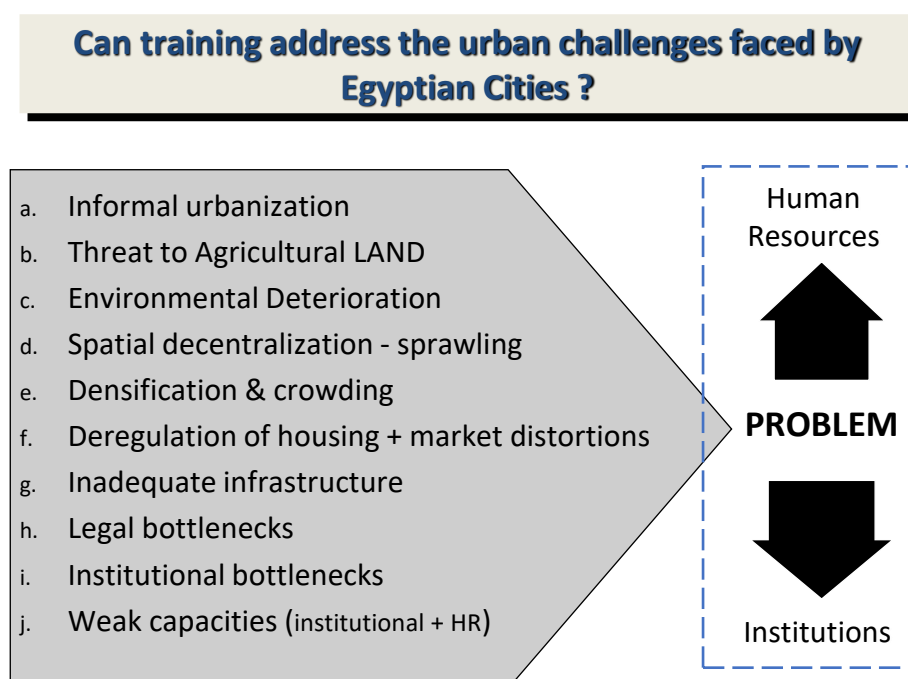 Can training address the urban challenges faced by
Egyptian Cities ?
a. Informal urbanization
b. Threat to Agricultural LAND
c. Environmental Deterioration
d. Spatial decentralization - sprawling
e. Densification & crowding
f. Deregulation of housing + market distortions
g. Inadequate infrastructure
h. Legal bottlenecks
i. Institutional bottlenecks
j. Weak capacities (institutional + HR)
Human
Resources
PROBLEM
Institutions